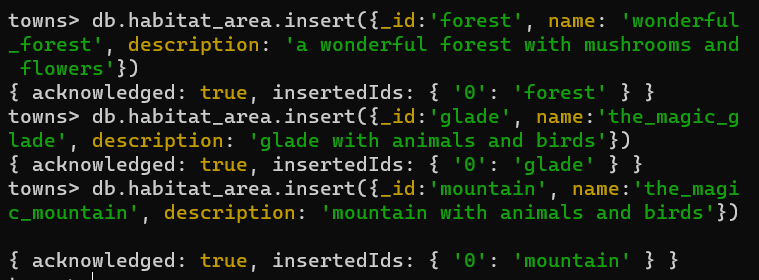 towns> db.habitat_area.insert({_id:'forest', name: 'wonderful
_forest', description: 'a wonderful forest with mushrooms and
 flowers'})
{ acknowledged: true, insertedIds: { '0': 'forest' } }
towns> db.habitat_area.insert({_id:'glade', name:'the_magic_g
lade', description: 'glade with animals and birds'})
{ acknowledged: true, insertedIds: { '0': 'glade' } }
towns> db.habitat_area.insert({_id:'mountain', name:'the_magi
c_mountain', description: 'mountain with animals and birds'})
{ acknowledged: true, insertedIds: { '0': 'mountain' } }